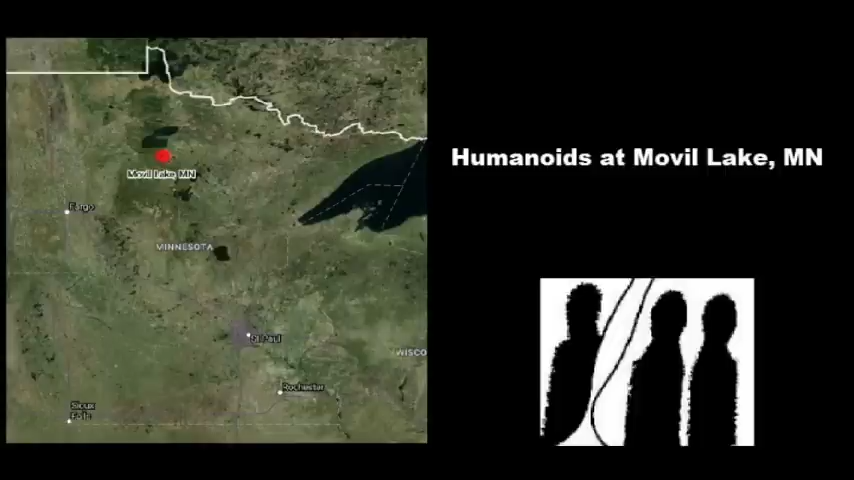 Movil Lake, MN
Fargo
MINNESOTA
St Paul
WISCO
Rochester
Sioux
Falls
Humanoids at Movil Lake, MN